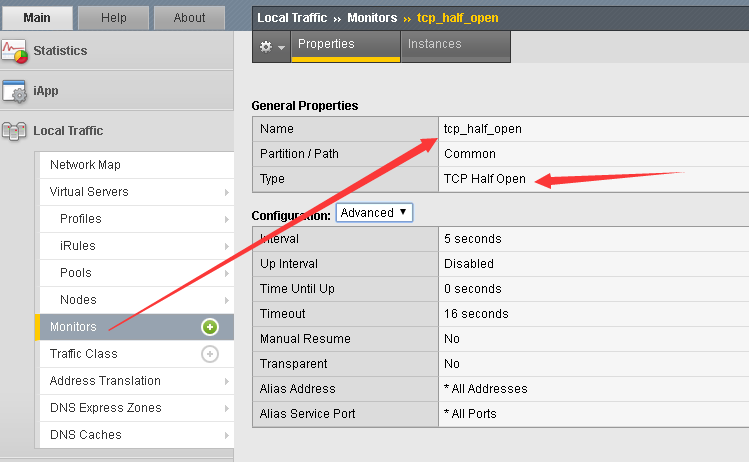 Main Help About
Statistics
iApp
Local Traffic
Network Map
Virtual Servers
Profiles
iRules
Pools
Nodes
Monitors
Traffic Class
Address Translation
DNS Express Zones
DNS Caches
Local Traffic ›› Monitors ›› tcp_half_open
Properties Instances
General Properties
Name tcp_half_open
Partition / Path Common
Type TCP Half Open
Configuration: Advanced
Interval 5 seconds
Up Interval Disabled
Time Until Up 0 seconds
Timeout 16 seconds
Manual Resume No
Transparent No
Alias Address * All Addresses
Alias Service Port * All Ports